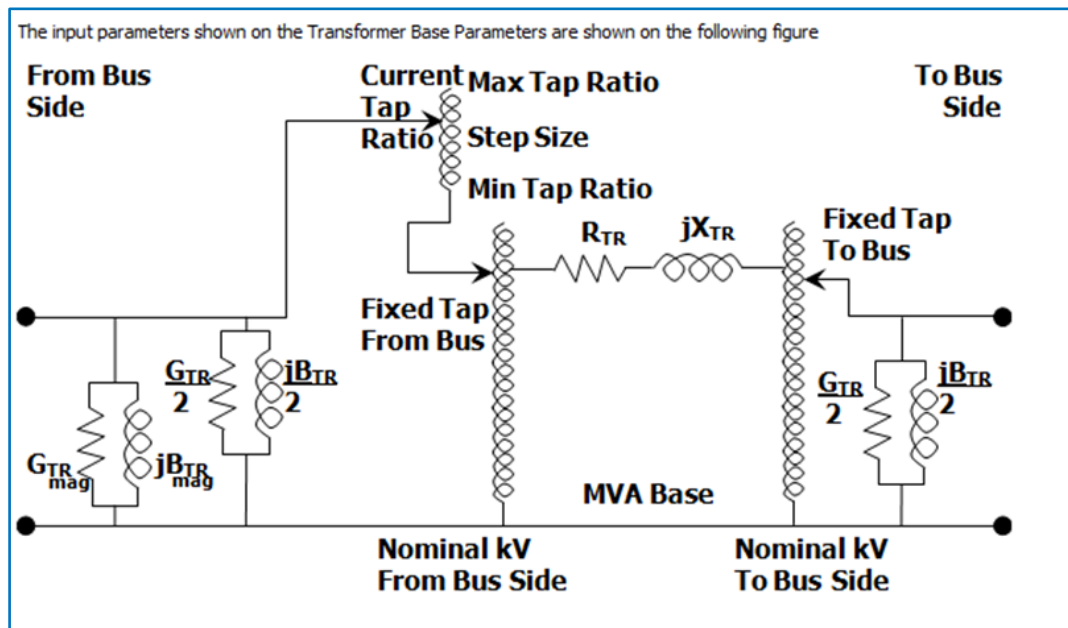 The input parameters shown on the Transformer Base Parameters are shown on the following figure
From Bus
Side
Current
Tap
Ratio
Max Tap Ratio
Step Size
Min Tap Ratio
To Bus
Side
RTR
jXTR
Fixed Tap
To Bus
Fixed Tap
From Bus
GTR
2
jBTR
2
GTR
mag
jBTR
mag
GTR
2
jBTR
2
MVA Base
Nominal kV
From Bus Side
Nominal kV
To Bus Side